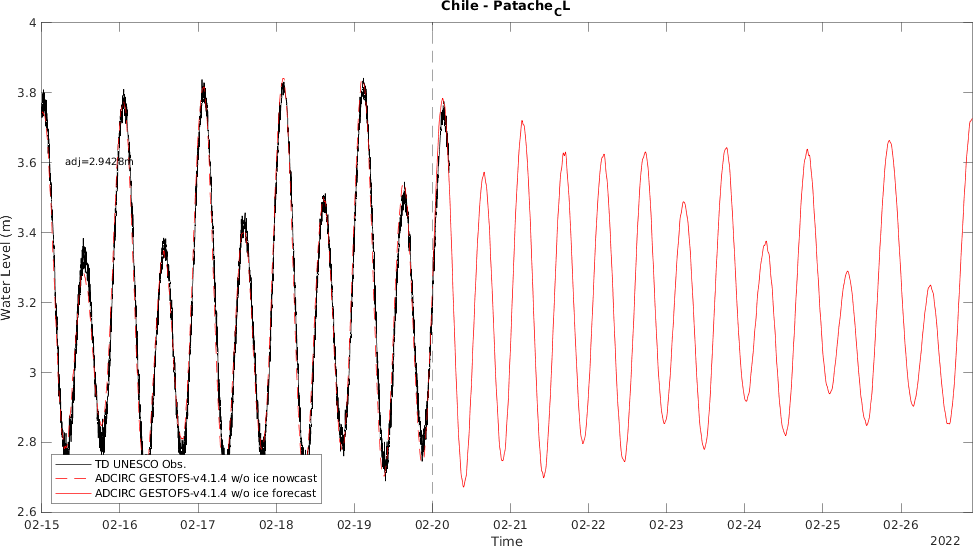 Chile - Patache_CL
4
3.8
3.6
3.4
3.2
3
2.8
2.6
Water Level (m)
adj=2.9428m
TD UNESCO Obs.
ADCIRC GESTOFS-v4.1.4 w/o ice nowcast
ADCIRC GESTOFS-v4.1.4 w/o ice forecast
02-15 02-16 02-17 02-18 02-19 02-20 02-21 02-22 02-23 02-24 02-25 02-26
Time
2022